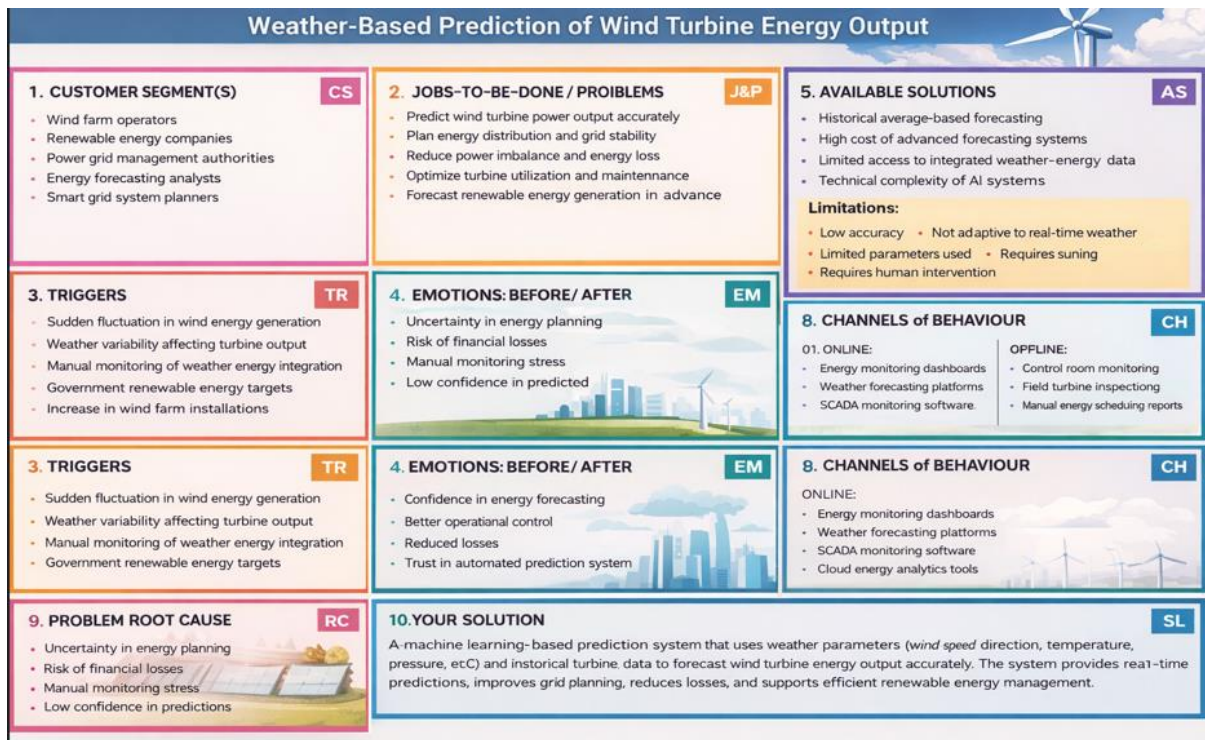 Weather-Based Prediction of Wind Turbine Energy Output
1. CUSTOMER SEGMENT(S)
CS
• Wind farm operators
• Renewable energy companies
• Power grid management authorities
• Energy forecasting analysts
• Smart grid system planners
2. JOBS-TO-BE-DONE / PROIBLEMS
J&P
• Predict wind turbine power output accurately
• Plan energy distribution and grid stability
• Reduce power imbalance and energy loss
• Optimize turbine utilization and maintennance
• Forecast renewable energy generation in advance
5. AVAILABLE SOLUTIONS
AS
• Historical average-based forecasting
• High cost of advanced forecasting systems
• Limited access to integrated weather-energy data
• Technical complexity of AI systems
Limitations:
• Low accuracy • Not adaptive to real-time weather
• Limited parameters used • Requires suning
• Requires human intervention
3. TRIGGERS
TR
• Sudden fluctuation in wind energy generation
• Weather variability affecting turbine output
• Manual monitoring of weather energy integration
• Government renewable energy targets
• Increase in wind farm installations
4. EMOTIONS: BEFORE/ AFTER
EM
• Uncertainty in energy planning
• Risk of financial losses
• Manual monitoring stress
• Low confidence in predicted
8. CHANNELS of BEHAVIOUR
CH
01. ONLINE:
• Energy monitoring dashboards
• Weather forecasting platforms
• SCADA monitoring software.
OPFLINE:
• Control room monitoring
• Field turbine inspectiong
• Manual energy scheduing reports
3. TRIGGERS
TR
• Sudden fluctuation in wind energy generation
• Weather variability affecting turbine output
• Manual monitoring of weather energy integration
• Government renewable energy targets
4. EMOTIONS: BEFORE/ AFTER
EM
• Confidence in energy forecasting
• Better operatianal control
• Reduced losses
• Trust in automated prediction system
8. CHANNELS of BEHAVIOUR
CH
ONLINE:
• Energy monitoring dashboards
• Weather forecasting platforms
• SCADA monitoring software
• Cloud energy analytics tools
9. PROBLEM ROOT CAUSE
RC
• Uncertainty in energy planning
• Risk of financial losses
• Manual monitoring stress
• Low confidence in predictions
10. YOUR SOLUTION
SL
A-machine learning-based prediction system that uses weather parameters (wind speed direction, temperature,
pressure, etC) and instorical turbine, data to forecast wind turbine energy output accurately. The system provides rea1-time
predictions, improves grid planning, reduces losses, and supports efficient renewable energy management.